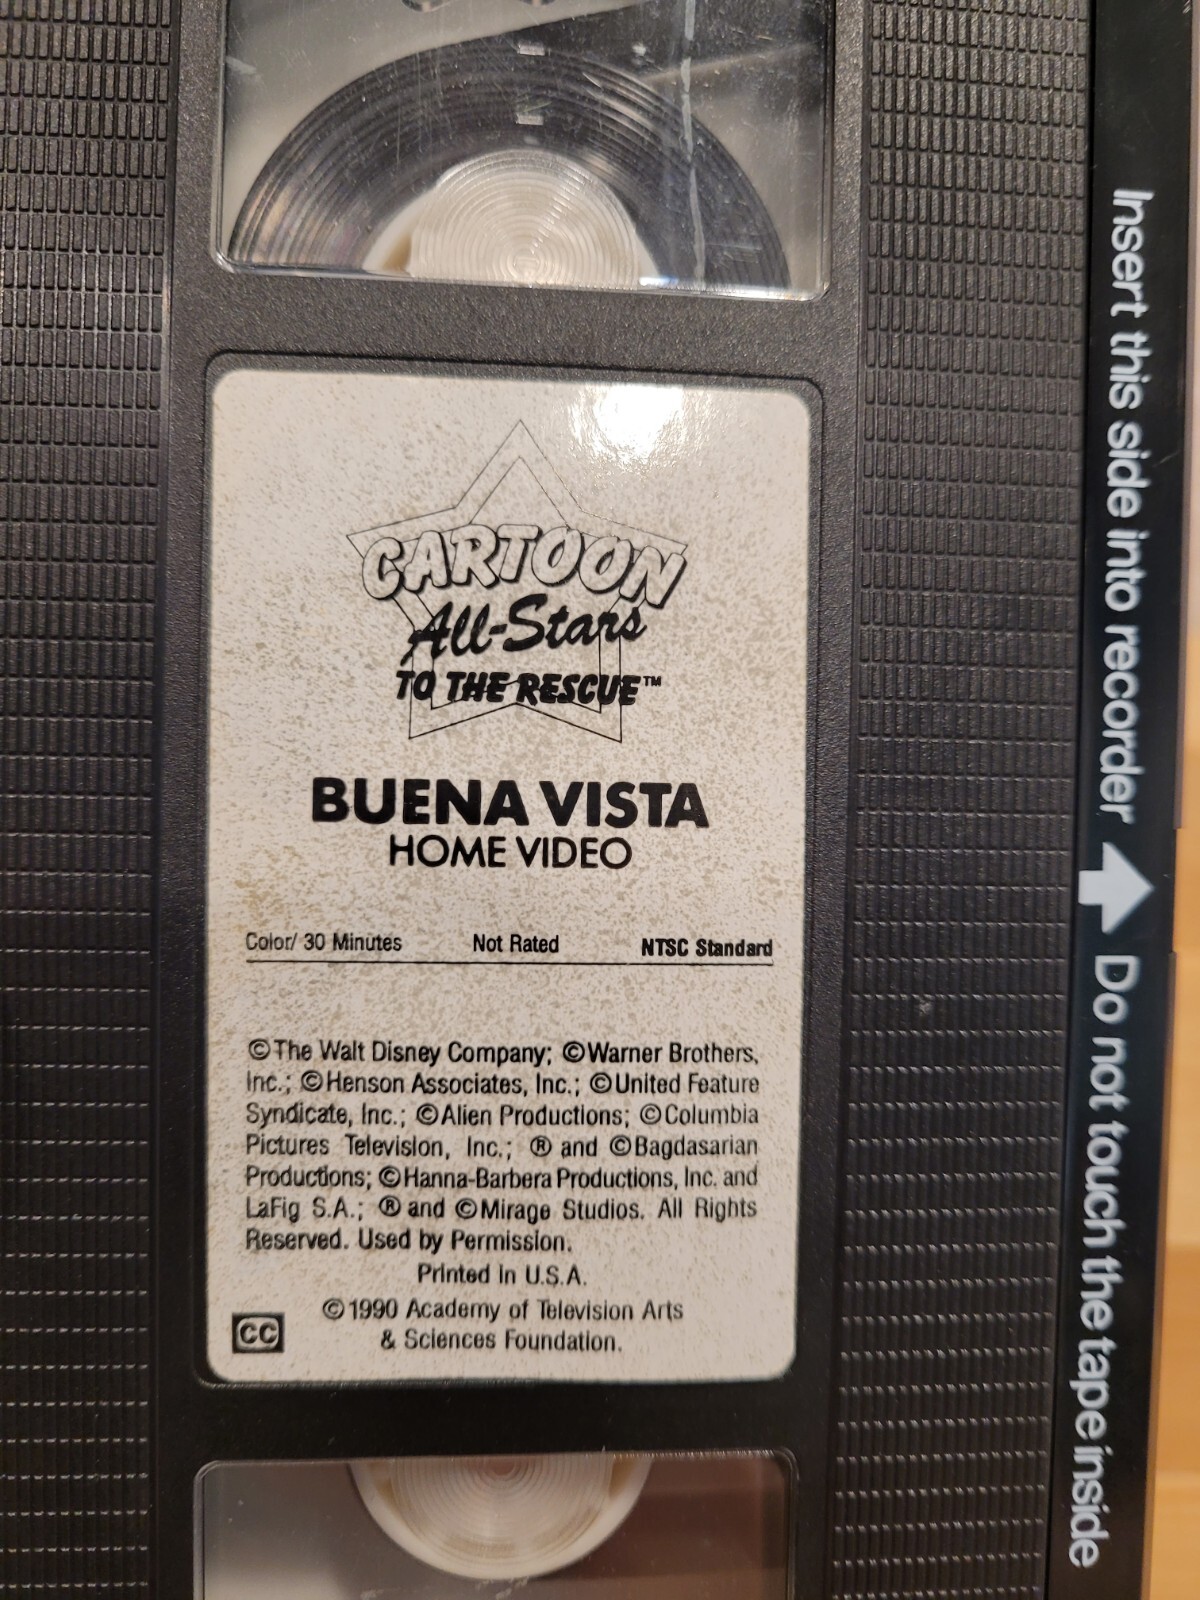 CARTOON
All-Stars
TO THE RESCUE™
BUENA VISTA
HOME VIDEO
Color/ 30 Minutes Not Rated NTSC Standard
©The Walt Disney Company; ©Warner Brothers,
Inc.; ©Henson Associates, Inc.; ©United Feature
Syndicate, Inc.; ©Alien Productions; ©Columbia
Pictures Television, Inc.; ® and ©Bagdasarian
Productions; ©Hanna-Barbera Productions, Inc. and
LaFig S.A.; ® and ©Mirage Studios. All Rights
Reserved. Used by Permission.
Printed in U.S.A.
©1990 Academy of Television Arts
& Sciences Foundation.
CC
Insert this side into recorder Do not touch the tape inside